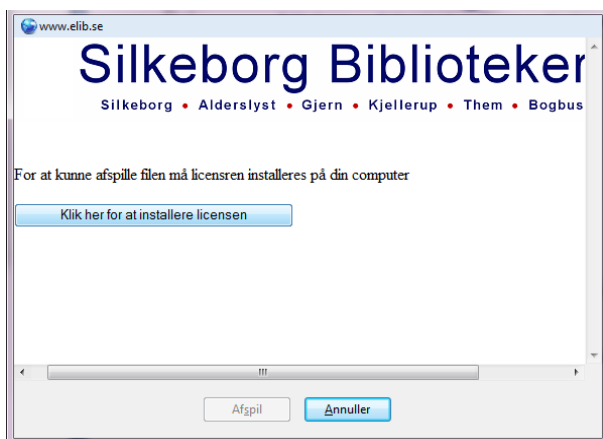 www.elib.se
Silkeborg Biblioteker
Silkeborg • Alderslyst • Gjern • Kjellerup • Them • Bogbus
For at kunne afspille filen må licensren installeres på din computer
Klik her for at installere licensen
Afspil Annuller